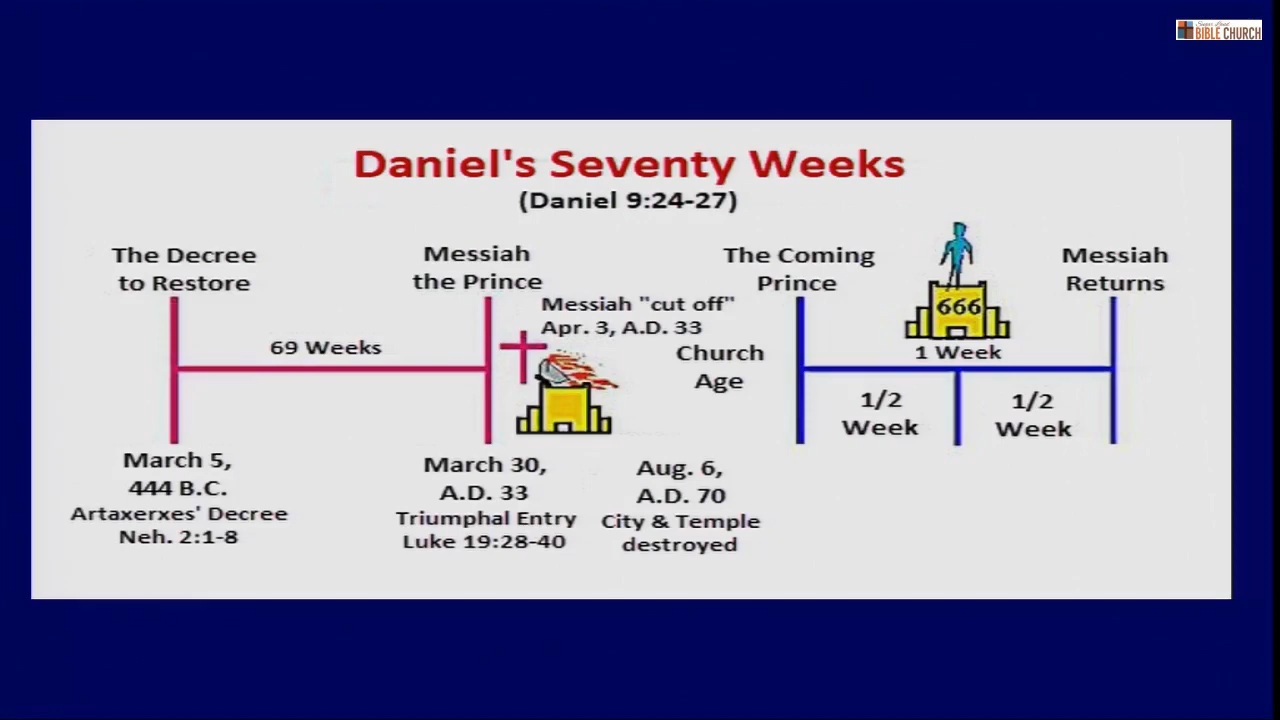 Sugar Land
BIBLE CHURCH
Daniel's Seventy Weeks
(Daniel 9:24-27)
The Decree
to Restore
Messiah
the Prince
Messiah "cut off"
Apr. 3, A.D. 33
The Coming
Prince
Messiah
Returns
666
69 Weeks
Church
Age
1 Week
1/2
Week
1/2
Week
March 5,
444 B.C.
Artaxerxes' Decree
Neh. 2:1-8
March 30,
A.D. 33
Triumphal Entry
Luke 19:28-40
Aug. 6,
A.D. 70
City & Temple
destroyed